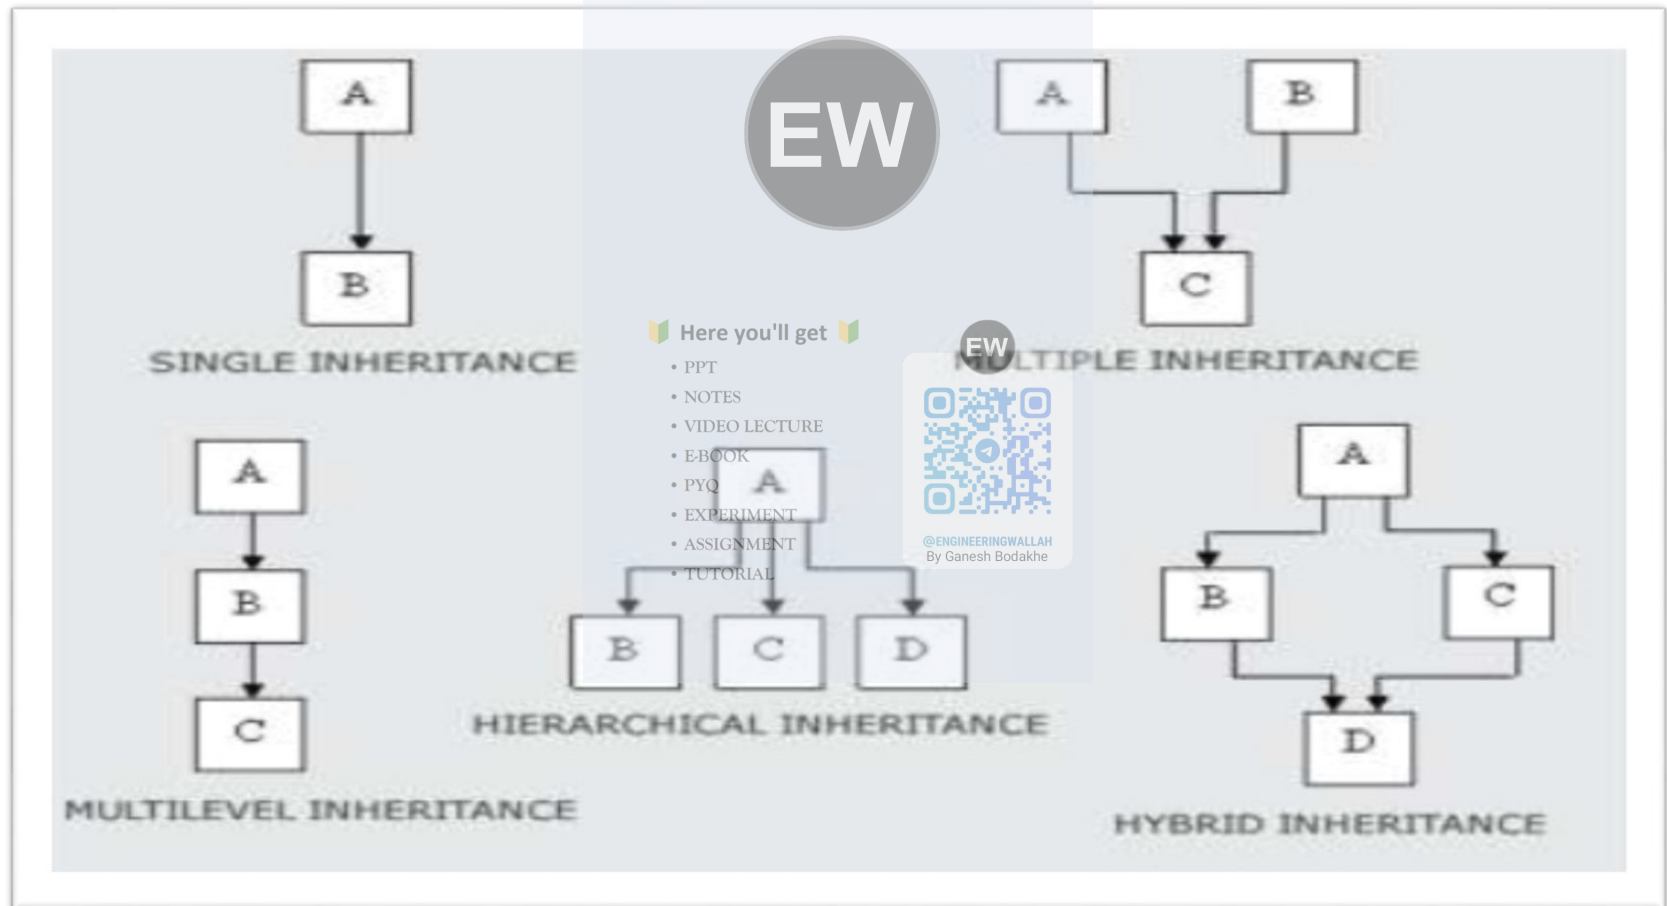 A
B
SINGLE INHERITANCE
EW
A
B
C
MULTIPLE INHERITANCE
Here you'll get
• PPT
• NOTES
• VIDEO LECTURE
• E-BOOK
• PYQ
• EXPERIMENT
• ASSIGNMENT
• TUTORIAL
EW
@ENGINEERINGWALLAH
By Ganesh Bodakhe
A
B
C
MULTILEVEL INHERITANCE
A
B C D
HIERARCHICAL INHERITANCE
A
B C
D
HYBRID INHERITANCE